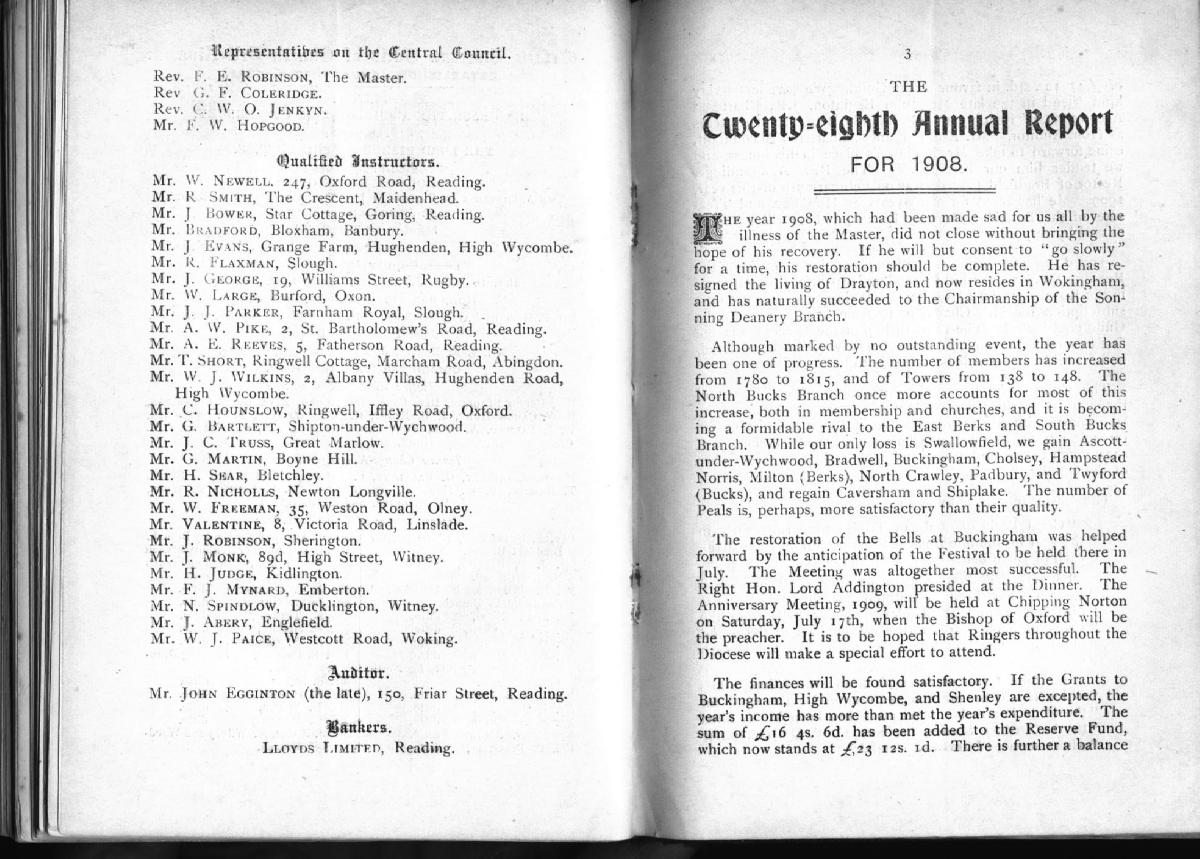 Representatives on the Central Council.
Rev. F. E. ROBINSON, The Master.
Rev G. F. COLERIDGE.
Rev. C. W. O. JENKYN.
Mr. F. W. HOPGOOD.
Qualified Instructors.
Mr. W. NEWELL, 247, Oxford Road, Reading.
Mr. R SMITH, The Crescent, Maidenhead.
Mr. J BOWER, Star Cottage, Goring, Reading.
Mr. BRADFORD, Bloxham, Banbury.
Mr. J EVANS, Grange Farm, Hughenden, High Wycombe.
Mr. R. FLAXMAN, Slough.
Mr. J. GEORGE, 19, Williams Street, Rugby.
Mr. W. LARGE, Burford, Oxon.
Mr. J. J. PARKER, Farnham Royal, Slough.
Mr. A. W. PIKE, 2, St. Bartholomew's Road, Reading.
Mr. A. E. REEVES, 5, Fatherson Road, Reading.
Mr. T. SHORT, Ringwell Cottage, Marcham Road, Abingdon.
Mr. W. J. WILKINS, 2, Albany Villas, Hughenden Road,
High Wycombe.
Mr. C. HOUNSLOW, Ringwell, Iffley Road, Oxford.
Mr. G. BARTLETT, Shipton-under-Wychwood.
Mr. J. C. TRUSS, Great Marlow.
Mr. G. MARTIN, Boyne Hill.
Mr. H. SEAR, Bletchley.
Mr. R. NICHOLLS, Newton Longville.
Mr. W. FREEMAN, 35, Weston Road, Olney.
Mr. VALENTINE, 8, Victoria Road, Linslade.
Mr. J. ROBINSON, Sherington.
Mr. J. MONK, 89d, High Street, Witney.
Mr. H. JUDGE, Kidlington.
Mr. F. J. MYNARD, Emberton.
Mr. N. SPINDLOW, Ducklington, Witney.
Mr. J. ABERY, Englefield.
Mr. W. J. PAICE, Westcott Road, Woking.
Auditor.
Mr. JOHN EGGINTON (the late), 150, Friar Street, Reading.
Bankers.
LLOYDS LIMITED, Reading.
3
THE
Twenty-eighth Annual Report
FOR 1908.
THE year 1908, which had been made sad for us all by the
illness of the Master, did not close without bringing the
hope of his recovery. If he will but consent to "go slowly"
for a time, his restoration should be complete. He has re-
signed the living of Drayton, and now resides in Wokingham,
and has naturally succeeded to the Chairmanship of the Son-
ning Deanery Branch.
Although marked by no outstanding event, the year has
been one of progress. The number of members has increased
from 1780 to 1815, and of Towers from 138 to 148. The
North Bucks Branch once more accounts for most of this
increase, both in membership and churches, and it is becom-
ing a formidable rival to the East Berks and South Bucks
Branch. While our only loss is Swallowfield, we gain Ascott-
under-Wychwood, Bradwell, Buckingham, Cholsey, Hampstead
Norris, Milton (Berks), North Crawley, Padbury, and Twyford
(Bucks), and regain Caversham and Shiplake. The number of
Peals is, perhaps, more satisfactory than their quality.
The restoration of the Bells at Buckingham was helped
forward by the anticipation of the Festival to be held there in
July. The Meeting was altogether most successful. The
Right Hon. Lord Addington presided at the Dinner. The
Anniversary Meeting, 1909, will be held at Chipping Norton
on Saturday, July 17th, when the Bishop of Oxford will be
the preacher. It is to be hoped that Ringers throughout the
Diocese will make a special effort to attend.
The finances will be found satisfactory. If the Grants to
Buckingham, High Wycombe, and Shenley are excepted, the
year's income has more than met the year's expenditure. The
sum of £16 4s. 6d. has been added to the Reserve Fund,
which now stands at £23 12s. 1d. There is further a balance